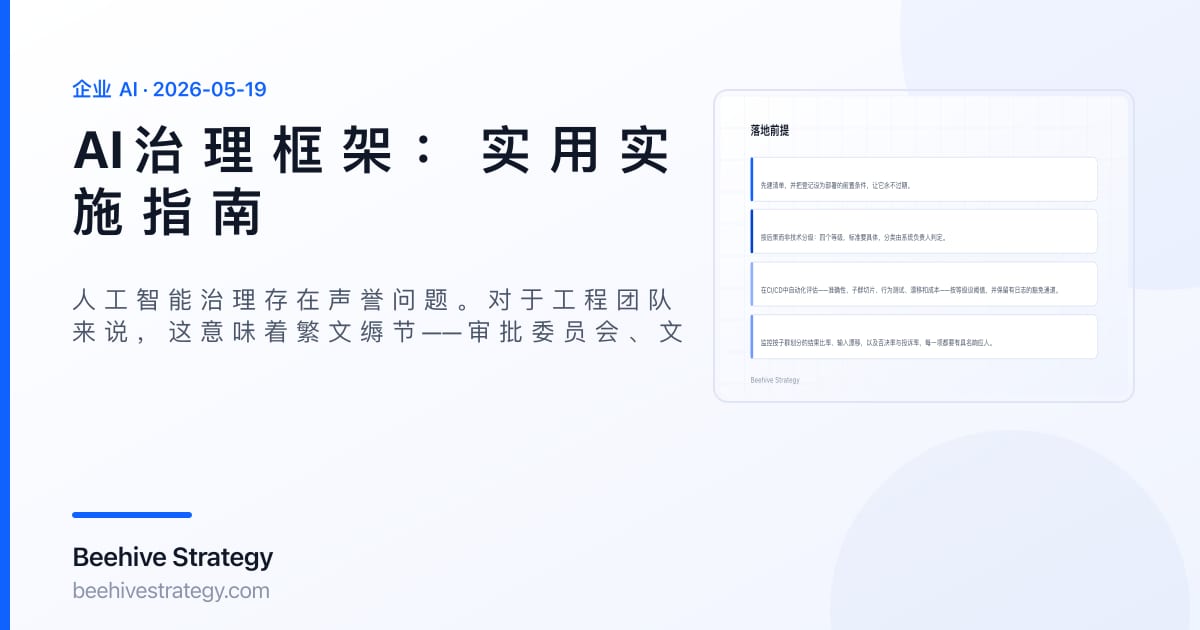 企业 AI · 2026-05-19
AI治理框架：实用实
施指南
人工智能治理存在声誉问题。对于工程团队
来说，这意味着繁文缛节——审批委员会、文
Beehive Strategy
beehivestrategy.com
落地前提
先建清单，并把登记设为部署的前置条件，让它永不过期。
按后果而非技术分级：四个等级，标准要具体，分类由系统负责人判定。
在CI/CD中自动化评估——准确性、子群切片、行为测试、漂移和成本——按等级设阈值，并保留有日志的豁免通道。
监控按子群划分的结果比率、输入漂移，以及否决率与投诉率，每一项都要有具名响应人。
Beehive Strategy